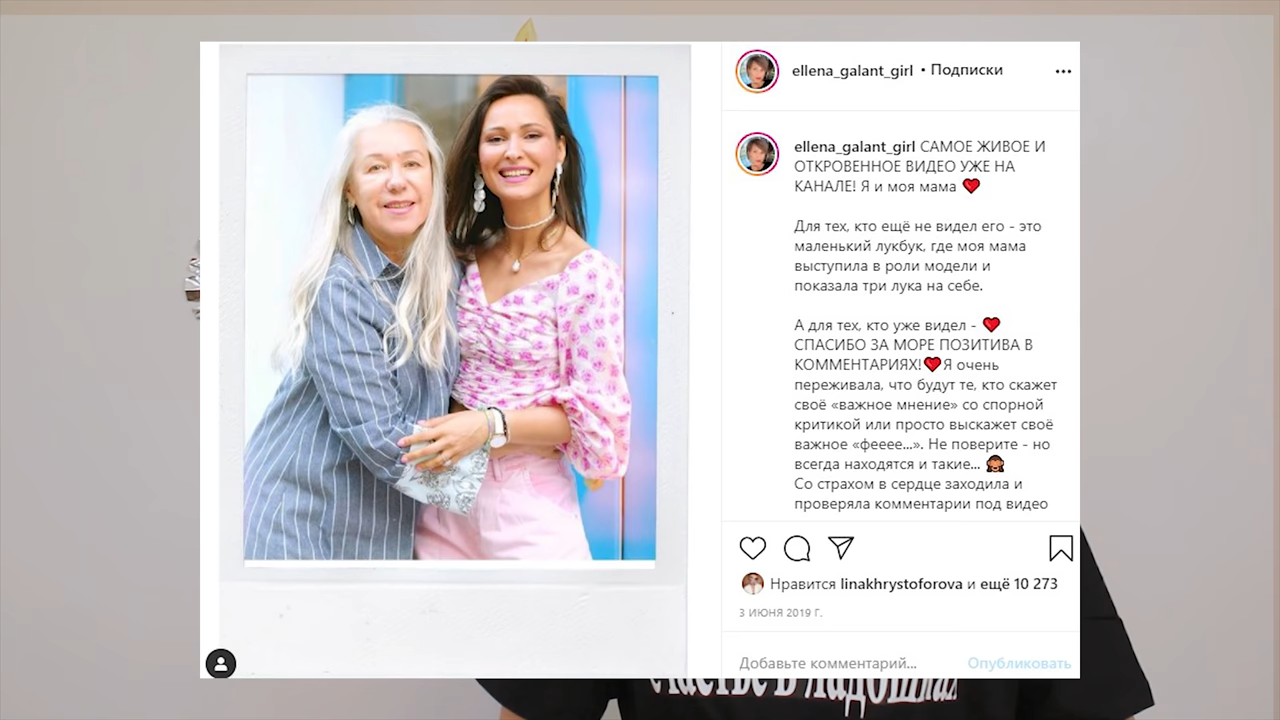 ellena_galant_girl • Подписки
ellena_galant_girl САМОЕ ЖИВОЕ И
ОТКРОВЕННОЕ ВИДЕО УЖЕ НА
КАНАЛЕ! Я и моя мама ❤️
Для тех, кто ещё не видел его - это
маленький лукбук, где моя мама
выступила в роли модели и
показала три лука на себе.
А для тех, кто уже видел - ❤️
СПАСИБО ЗА МОРЕ ПОЗИТИВА В
КОММЕНТАРИЯХ!❤️Я очень
переживала, что будут те, кто скажет
своё «важное мнение» со спорной
критикой или просто выскажет своё
важное «фееее...». Не поверите - но
всегда находятся и такие... 🙈
Со страхом в сердце заходила и
проверяла комментарии под видео
Нравится linakhrystoforova и ещё 10 273
3 ИЮНЯ 2019 Г.
Добавьте комментарий... Опубликовать
счастье в ладошках